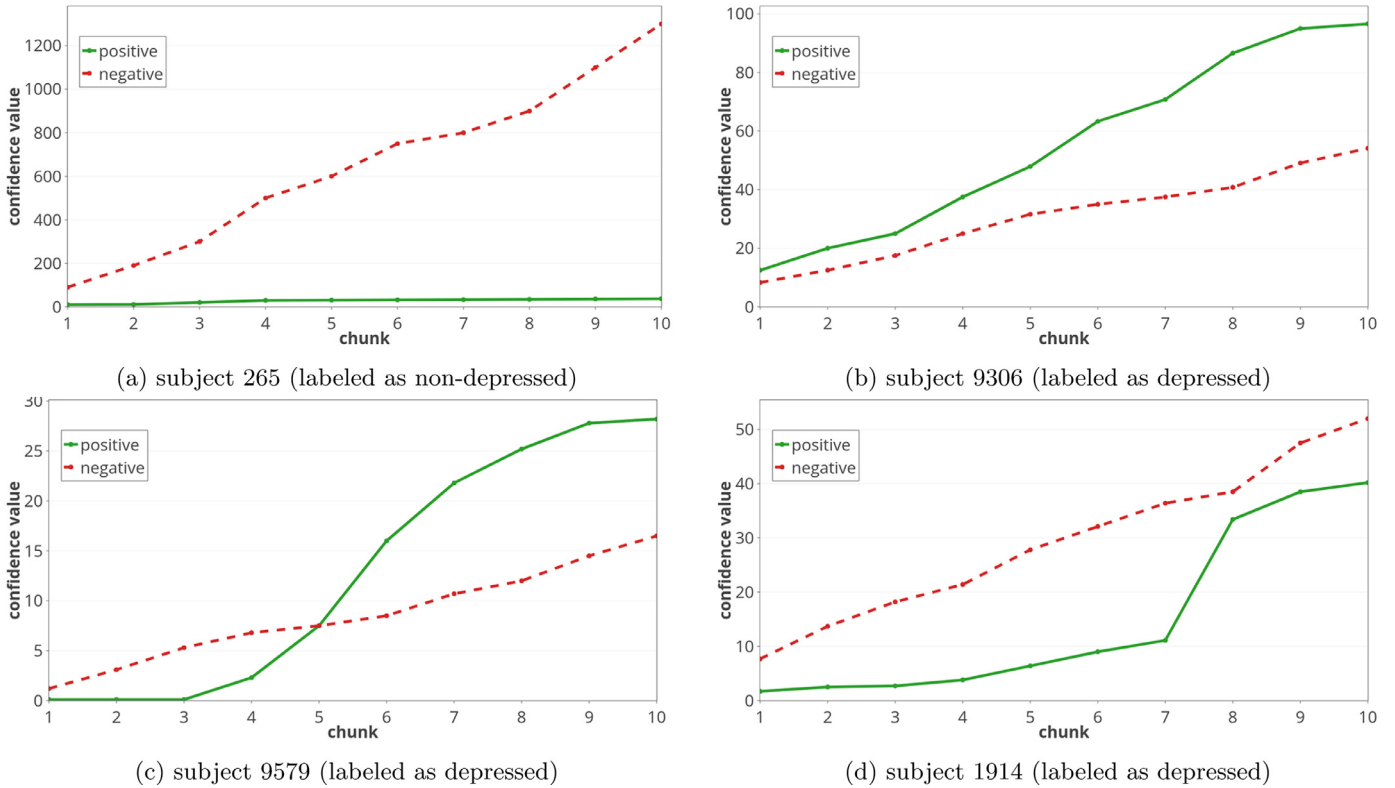 1200
1000
800
600
400
200
0
confidence value
positive
negative
1 2 3 4 5 6 7 8 9 10
chunk
(a) subject 265 (labeled as non-depressed)
100
80
60
40
20
0
confidence value
positive
negative
1 2 3 4 5 6 7 8 9 10
chunk
(b) subject 9306 (labeled as depressed)
30
25
20
15
10
5
0
confidence value
positive
negative
1 2 3 4 5 6 7 8 9 10
chunk
(c) subject 9579 (labeled as depressed)
50
40
30
20
10
0
confidence value
positive
negative
1 2 3 4 5 6 7 8 9 10
chunk
(d) subject 1914 (labeled as depressed)